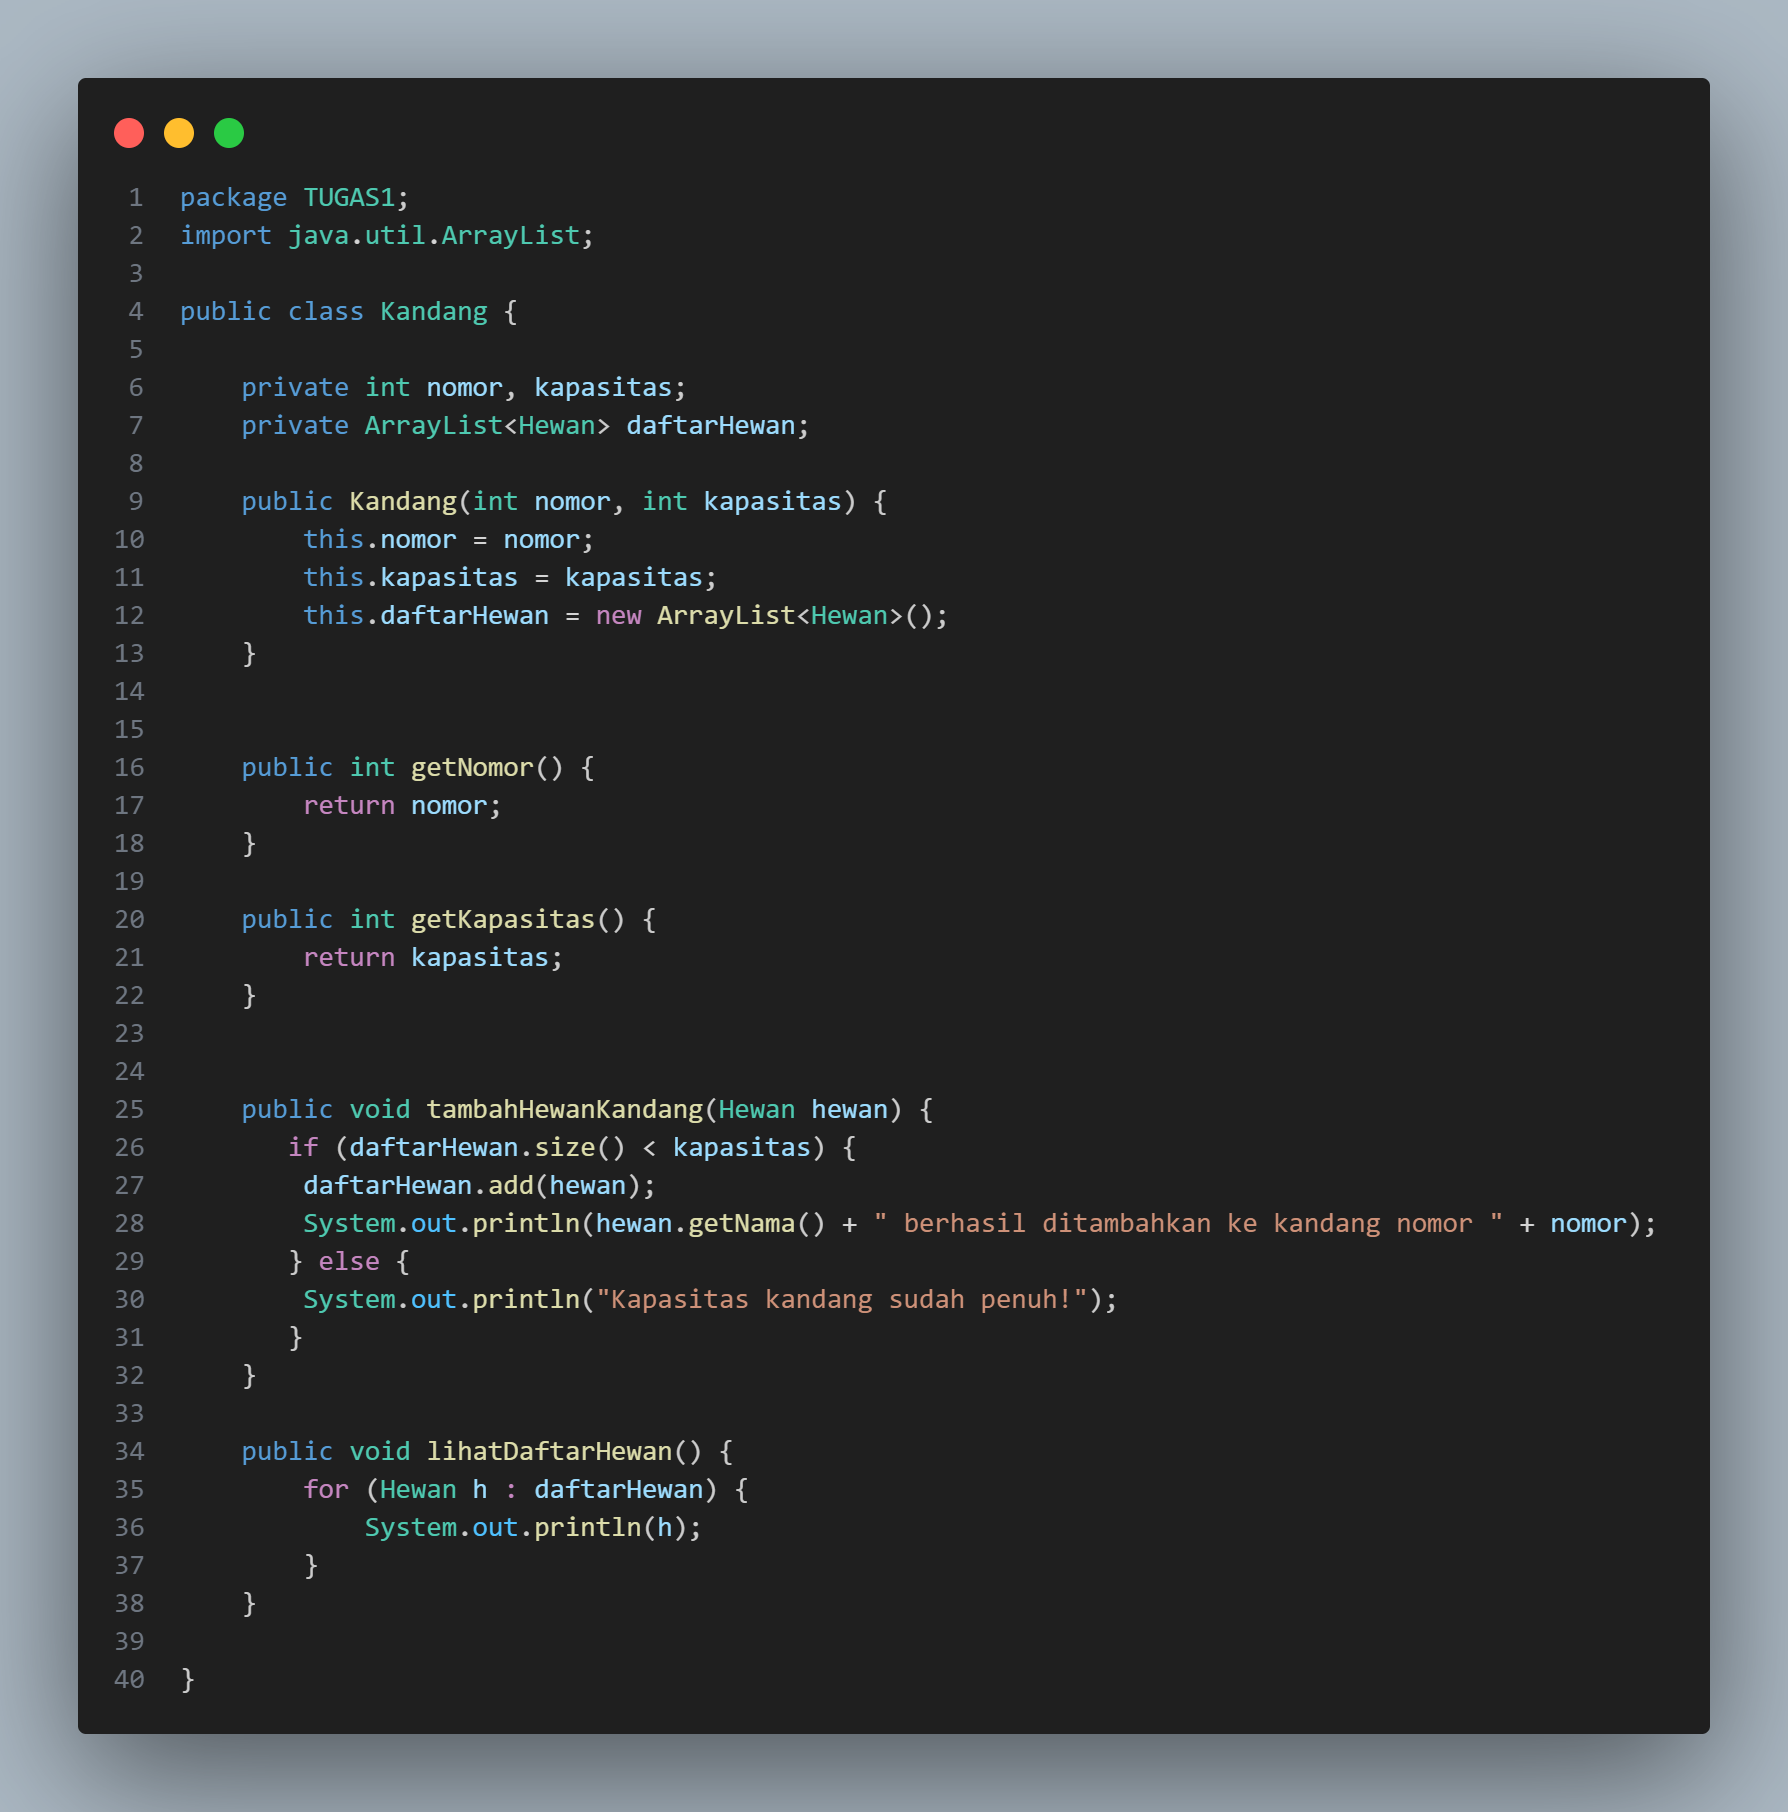 1 package TUGAS1;
2 import java.util.ArrayList;
3
4 public class Kandang {
5
6     private int nomor, kapasitas;
7     private ArrayList<Hewan> daftarHewan;
8
9     public Kandang(int nomor, int kapasitas) {
10         this.nomor = nomor;
11         this.kapasitas = kapasitas;
12         this.daftarHewan = new ArrayList<Hewan>();
13     }
14
15
16     public int getNomor() {
17         return nomor;
18     }
19
20     public int getKapasitas() {
21         return kapasitas;
22     }
23
24
25     public void tambahHewanKandang(Hewan hewan) {
26        if (daftarHewan.size() < kapasitas) {
27         daftarHewan.add(hewan);
28         System.out.println(hewan.getNama() + " berhasil ditambahkan ke kandang nomor " + nomor);
29        } else {
30         System.out.println("Kapasitas kandang sudah penuh!");
31        }
32     }
33
34     public void lihatDaftarHewan() {
35         for (Hewan h : daftarHewan) {
36             System.out.println(h);
37         }
38     }
39
40 }